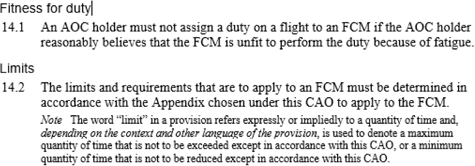 Fitness for duty
14.1 An AOC holder must not assign a duty on a flight to an FCM if the AOC holder
reasonably believes that the FCM is unfit to perform the duty because of fatigue.
Limits
14.2 The limits and requirements that are to apply to an FCM must be determined in
accordance with the Appendix chosen under this CAO to apply to the FCM.
Note The word “limit” in a provision refers expressly or impliedly to a quantity of time and,
depending on the context and other language of the provision, is used to denote a maximum
quantity of time that is not to be exceeded except in accordance with this CAO, or a minimum
quantity of time that is not to be reduced except in accordance with this CAO.